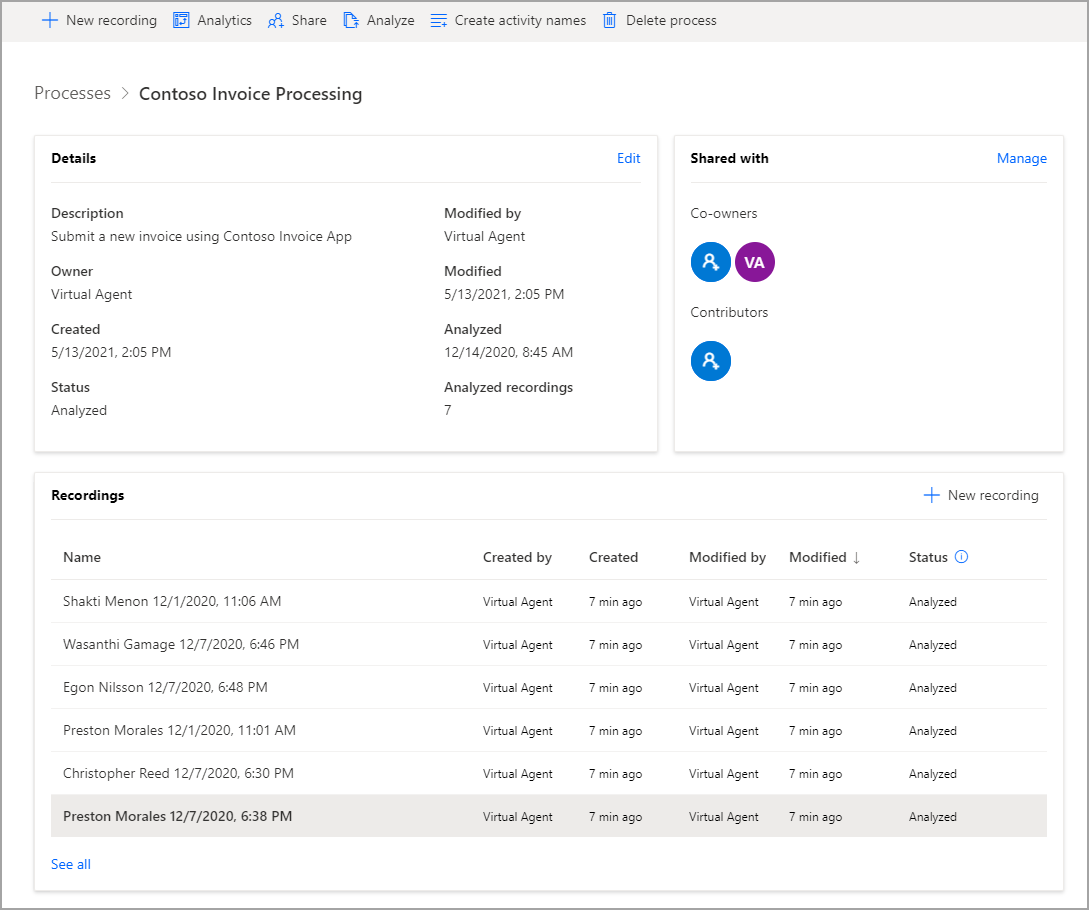 New recording Analytics Share Analyze Create activity names Delete process
Processes > Contoso Invoice Processing
Details Edit
Description
Submit a new invoice using Contoso Invoice App
Owner
Virtual Agent
Created
5/13/2021, 2:05 PM
Status
Analyzed
Modified by
Virtual Agent
Modified
5/13/2021, 2:05 PM
Analyzed
12/14/2020, 8:45 AM
Analyzed recordings
7
Shared with Manage
Co-owners
VA
Contributors
Recordings New recording
Name Created by Created Modified by Modified ↓ Status
Shakti Menon 12/1/2020, 11:06 AM Virtual Agent 7 min ago Virtual Agent 7 min ago Analyzed
Wasanthi Gamage 12/7/2020, 6:46 PM Virtual Agent 7 min ago Virtual Agent 7 min ago Analyzed
Egon Nilsson 12/7/2020, 6:48 PM Virtual Agent 7 min ago Virtual Agent 7 min ago Analyzed
Preston Morales 12/1/2020, 11:01 AM Virtual Agent 7 min ago Virtual Agent 7 min ago Analyzed
Christopher Reed 12/7/2020, 6:30 PM Virtual Agent 7 min ago Virtual Agent 7 min ago Analyzed
Preston Morales 12/7/2020, 6:38 PM Virtual Agent 7 min ago Virtual Agent 7 min ago Analyzed
See all